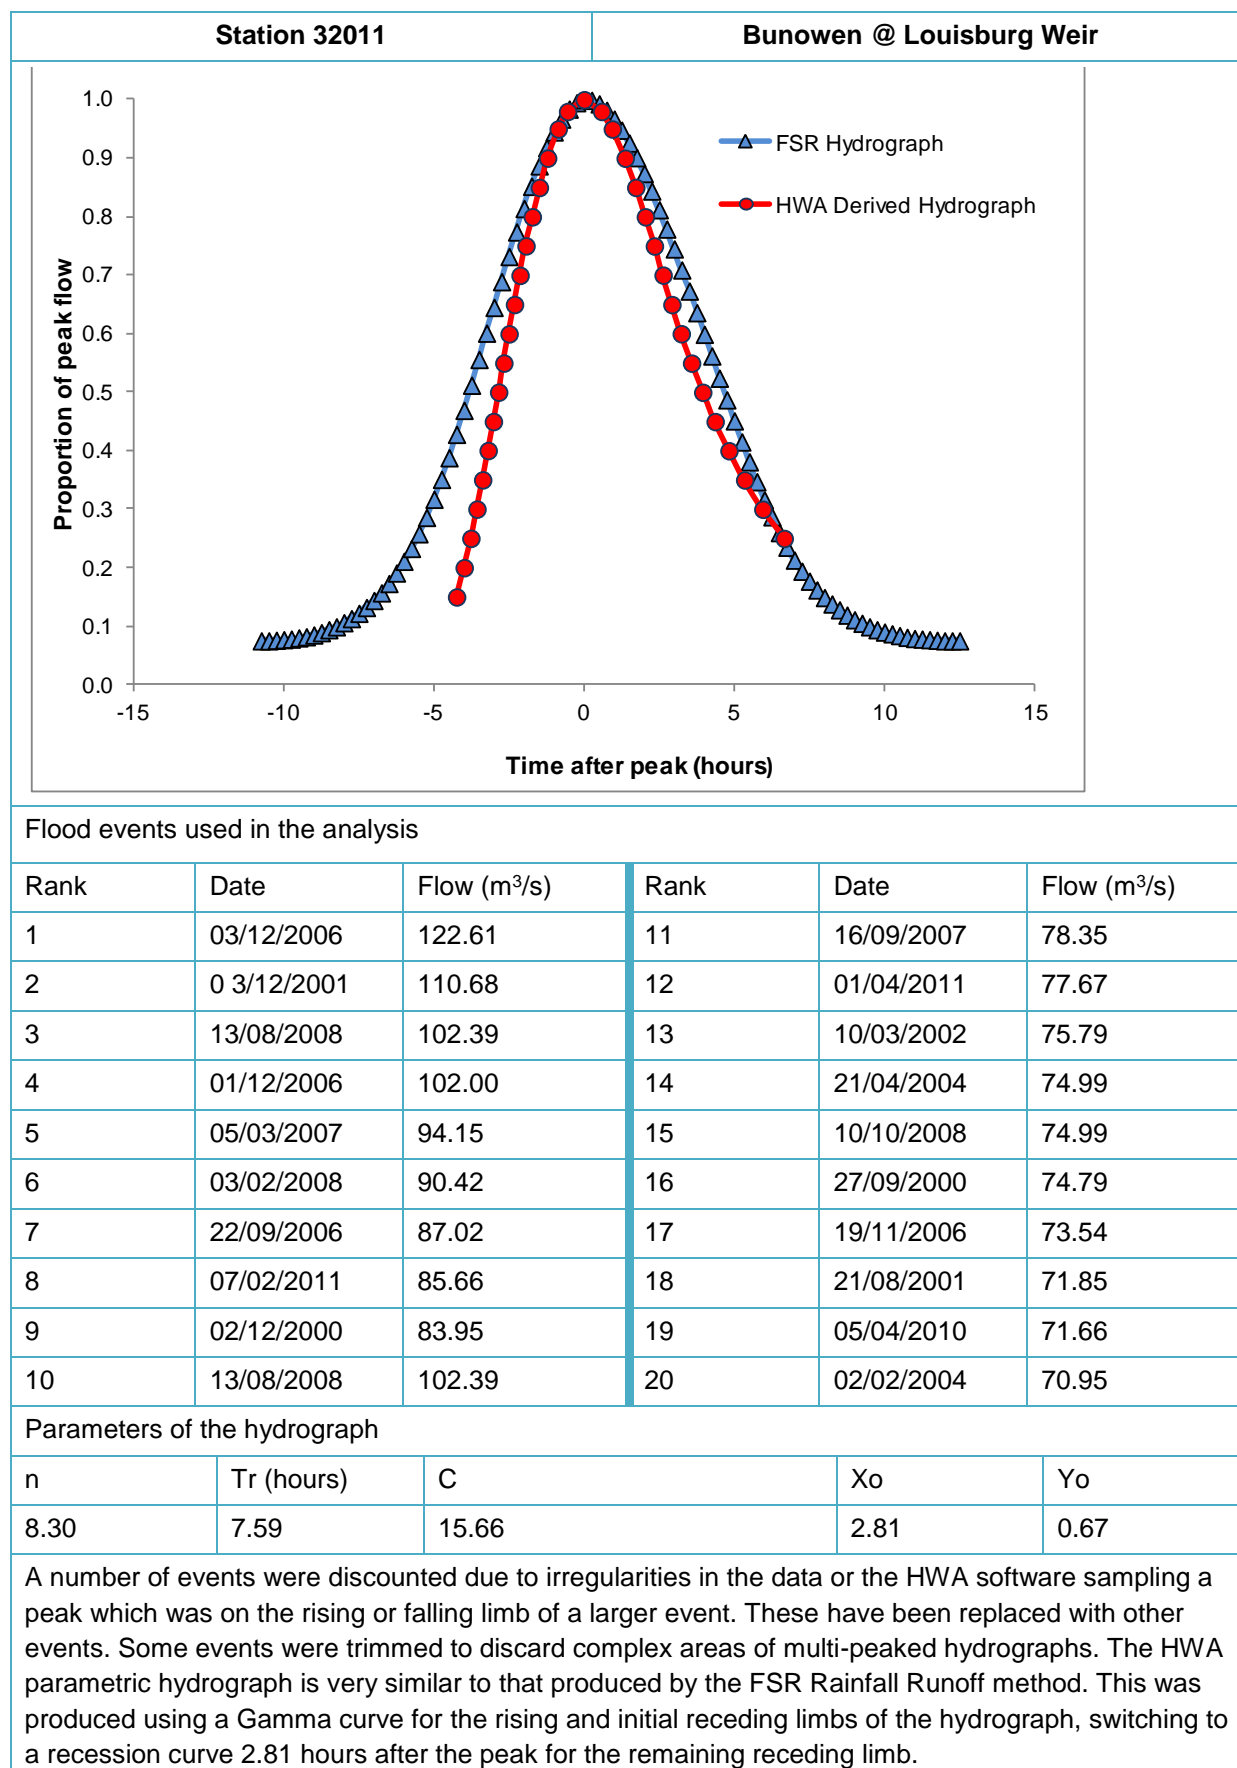 Station 32011 Bunowen @ Louisburg Weir
1.0
0.9
0.8
0.7
0.6
0.5
0.4
0.3
0.2
0.1
0.0
Proportion of peak flow
FSR Hydrograph
HWA Derived Hydrograph
-15 -10 -5 0 5 10 15
Time after peak (hours)
Flood events used in the analysis
Rank Date Flow (m³/s) Rank Date Flow (m³/s)
1 03/12/2006 122.61 11 16/09/2007 78.35
2 0 3/12/2001 110.68 12 01/04/2011 77.67
3 13/08/2008 102.39 13 10/03/2002 75.79
4 01/12/2006 102.00 14 21/04/2004 74.99
5 05/03/2007 94.15 15 10/10/2008 74.99
6 03/02/2008 90.42 16 27/09/2000 74.79
7 22/09/2006 87.02 17 19/11/2006 73.54
8 07/02/2011 85.66 18 21/08/2001 71.85
9 02/12/2000 83.95 19 05/04/2010 71.66
10 13/08/2008 102.39 20 02/02/2004 70.95
Parameters of the hydrograph
n Tr (hours) C Xo Yo
8.30 7.59 15.66 2.81 0.67
A number of events were discounted due to irregularities in the data or the HWA software sampling a
peak which was on the rising or falling limb of a larger event. These have been replaced with other
events. Some events were trimmed to discard complex areas of multi-peaked hydrographs. The HWA
parametric hydrograph is very similar to that produced by the FSR Rainfall Runoff method. This was
produced using a Gamma curve for the rising and initial receding limbs of the hydrograph, switching to
a recession curve 2.81 hours after the peak for the remaining receding limb.